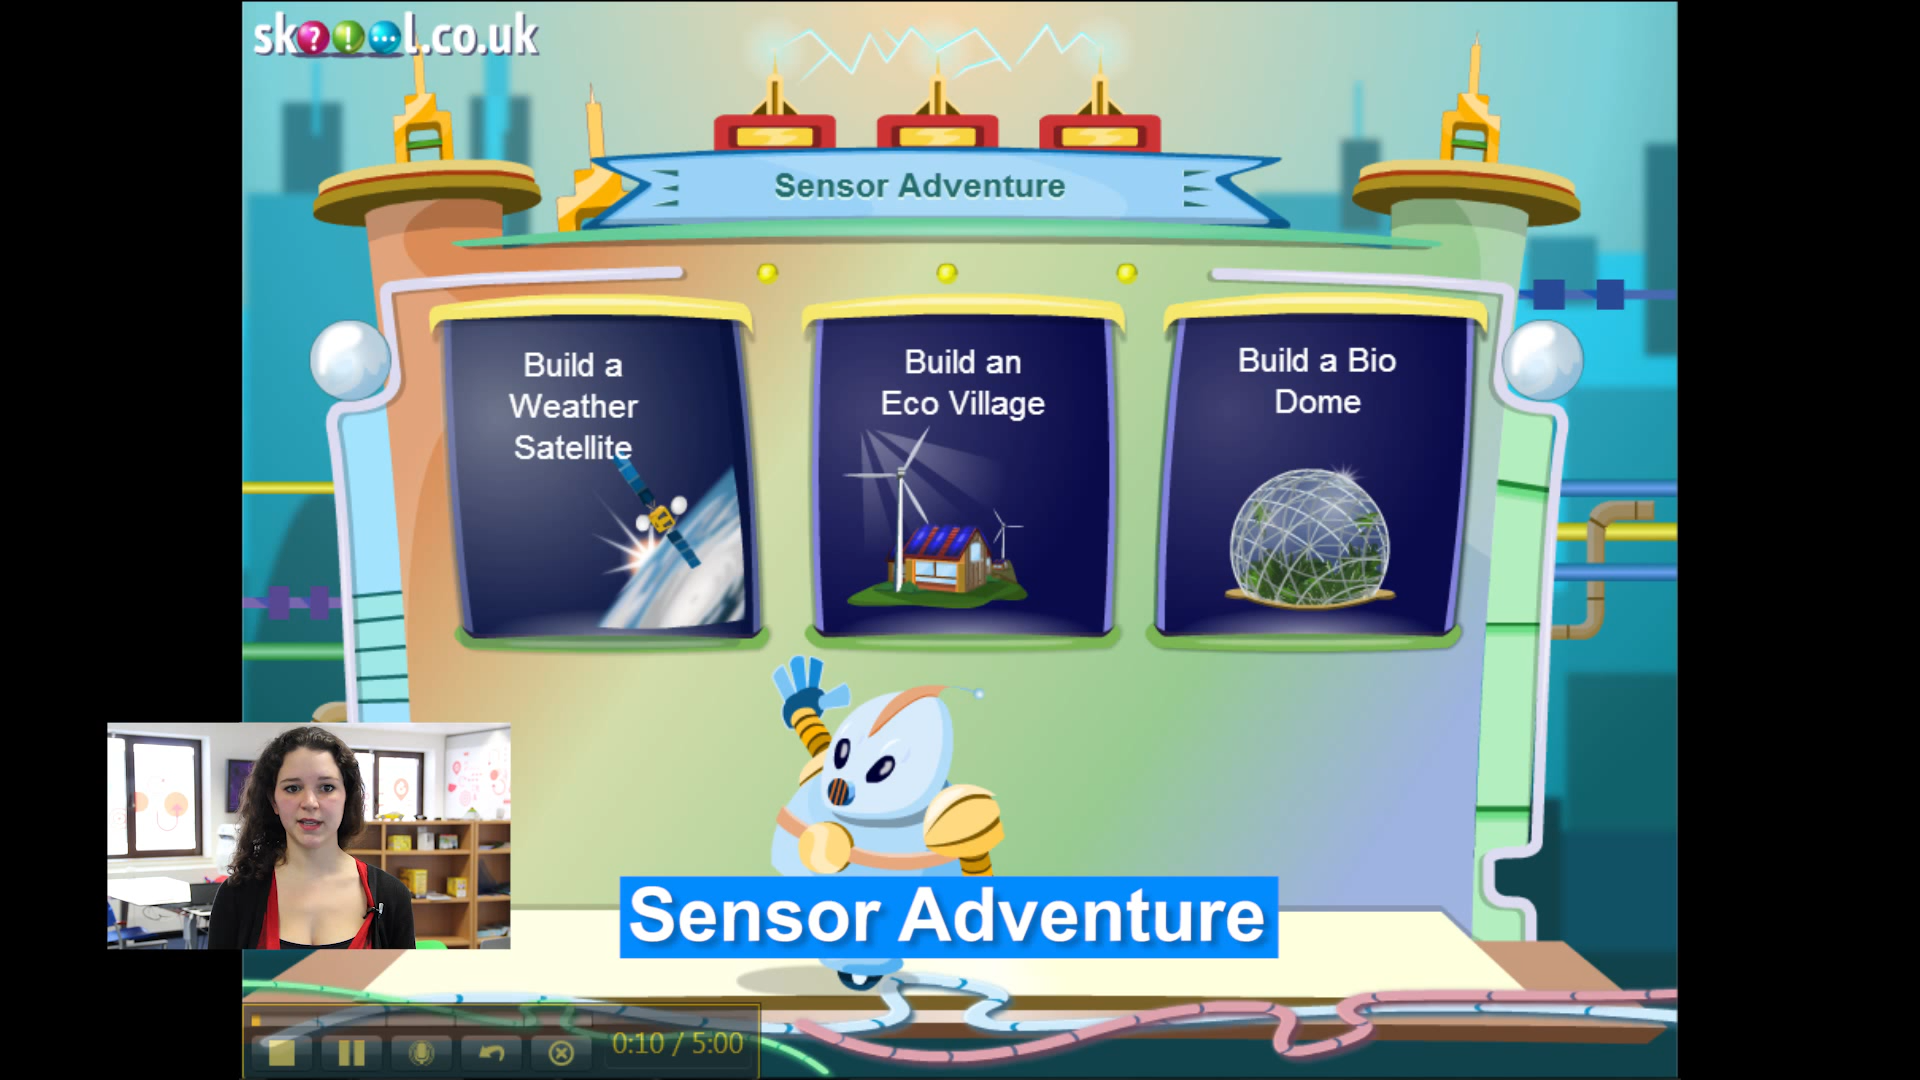 skoool.co.uk
Sensor Adventure
Build a
Weather
Satellite
Build an
Eco Village
Build a Bio
Dome
Sensor Adventure
0:10 / 5:00